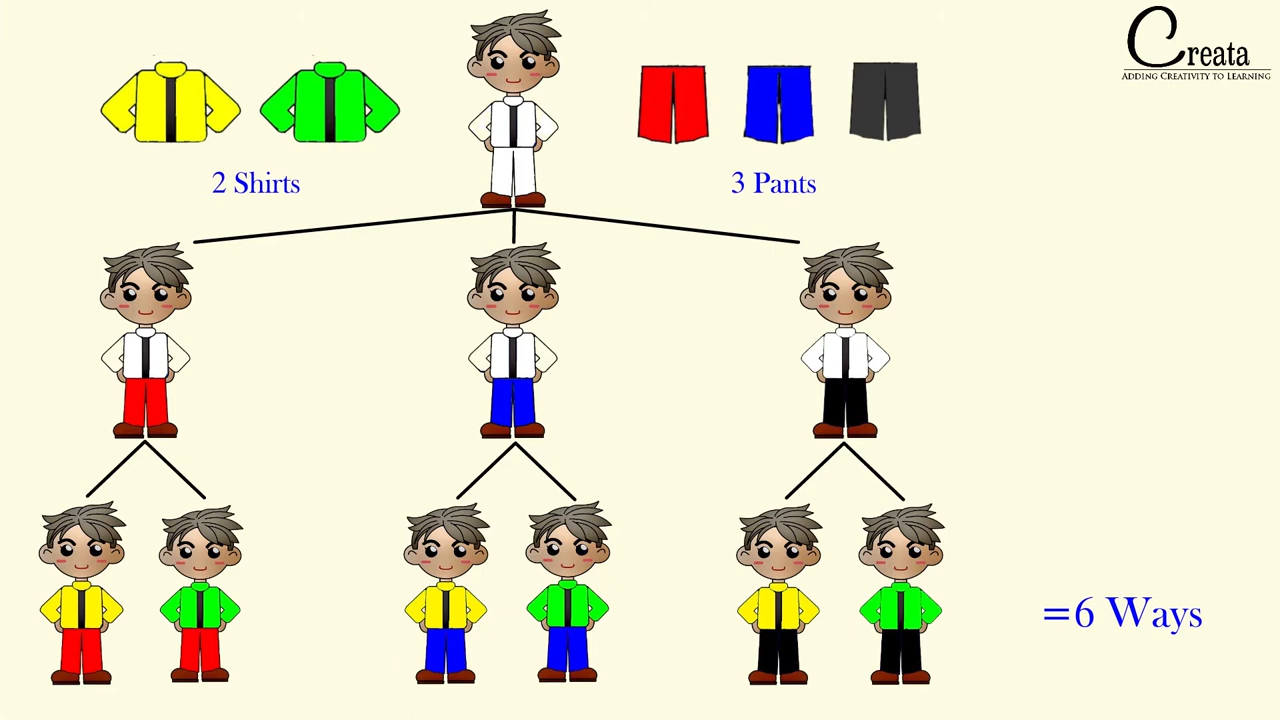 Creata
ADDING CREATIVITY TO LEARNING
2 Shirts
3 Pants
=6 Ways